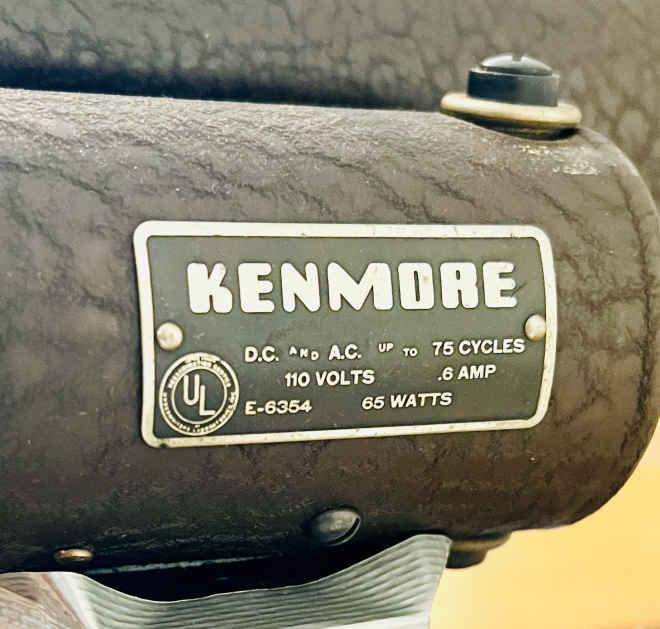 KENMORE
D.C. AND A.C. UP TO 75 CYCLES
110 VOLTS .6 AMP
UL
E-6354 65 WATTS